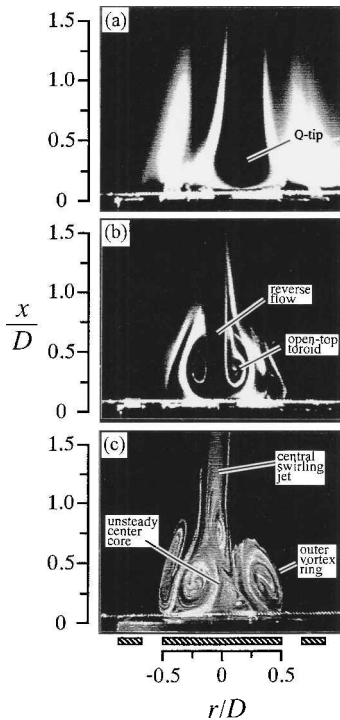 1.5
(a)
1.0
0.5
Q-tip
0
1.5
(b)
1.0
reverse
flow
x/D
0.5
open-top
toroid
0
1.5
(c)
central
swirling
jet
1.0
unsteady
center
core
outer
vortex
ring
0.5
0
-0.5
0
0.5
r/D